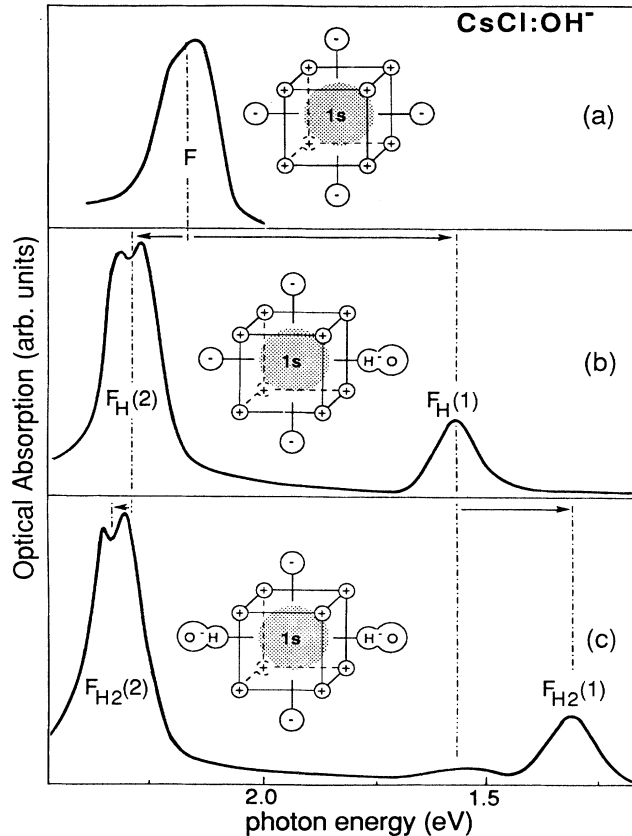 CsCl:OH⁻
(a)
1s
F
- - - -
+ + + + + + + +
(b)
1s
H⁻O
F_H(2)
F_H(1)
- - -
+ + + + + + + +
(c)
O⁻H
1s
H⁻O
F_H2(2)
F_H2(1)
- -
+ + + + + + + +
Optical Absorption (arb. units)
2.0 1.5
photon energy (eV)